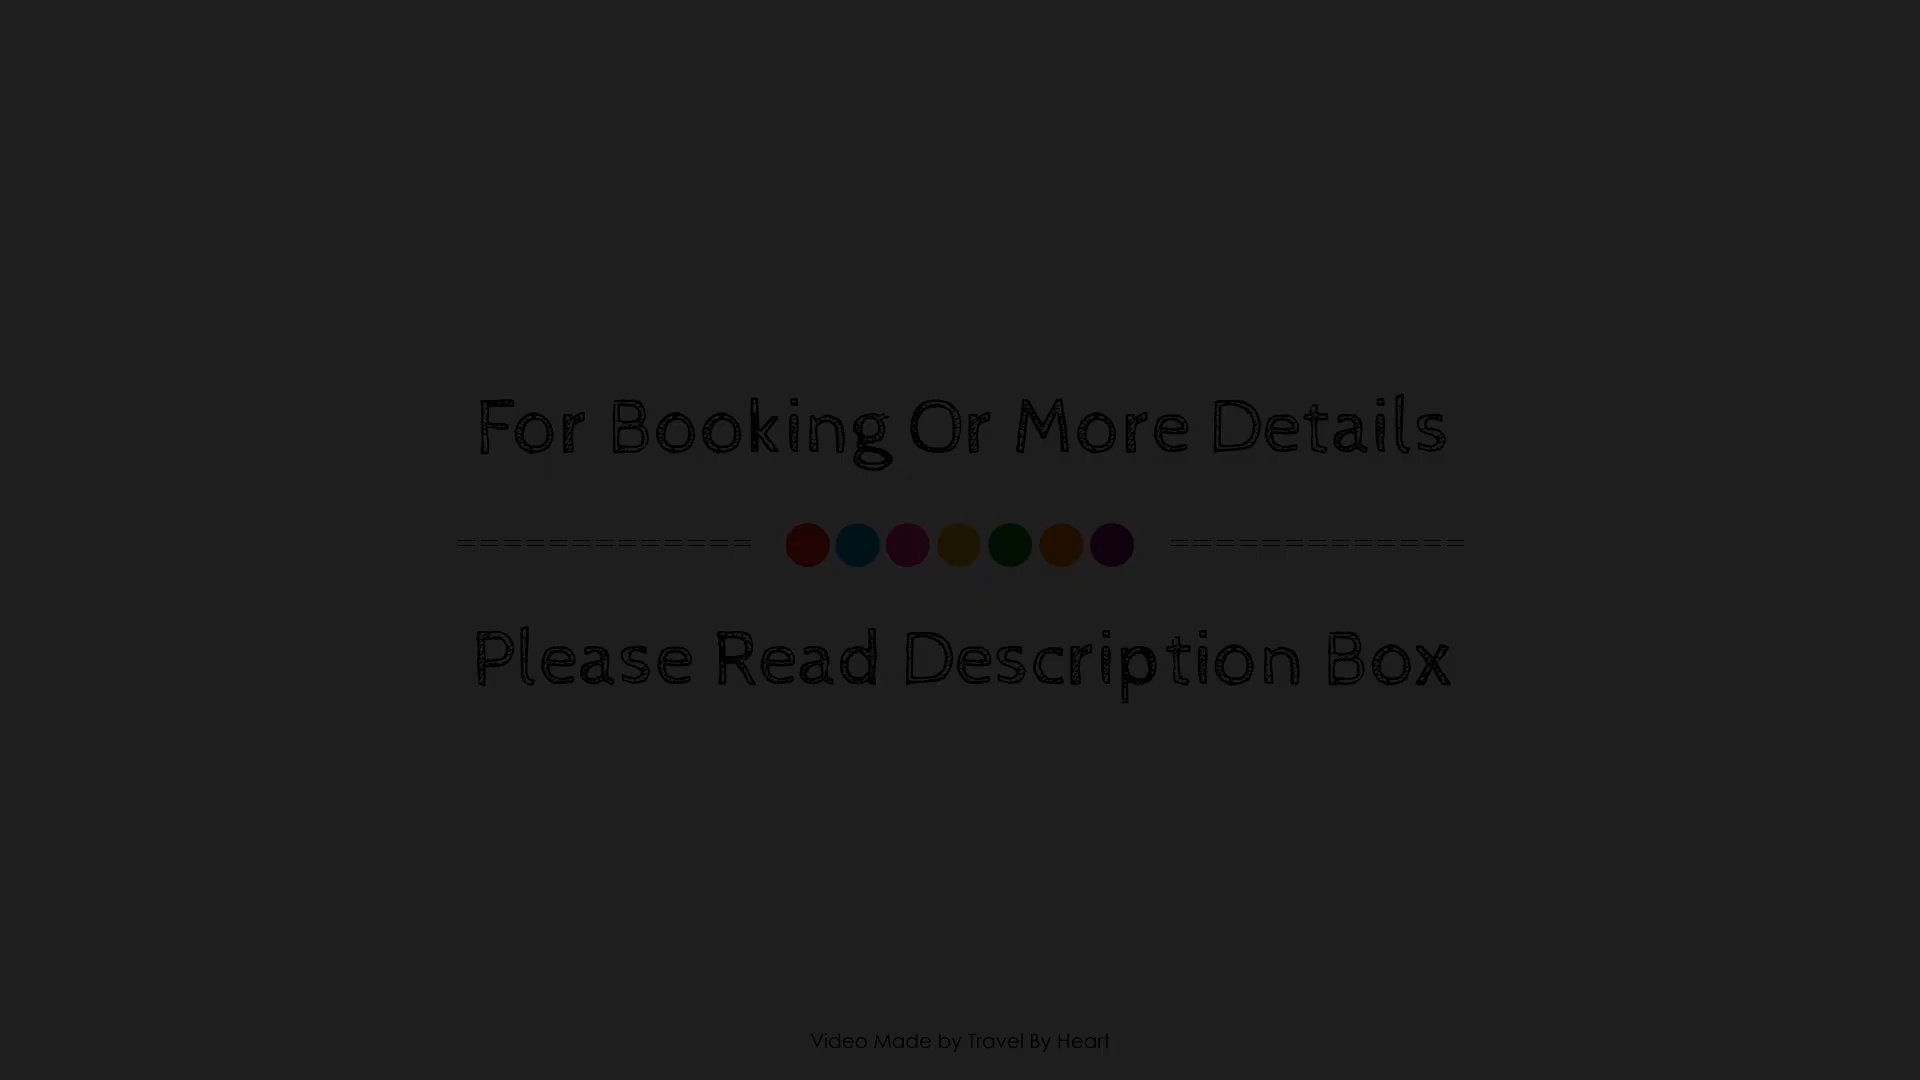 For Booking Or More Details
============= =============
Please Read Description Box
Video Made by Travel By Heart